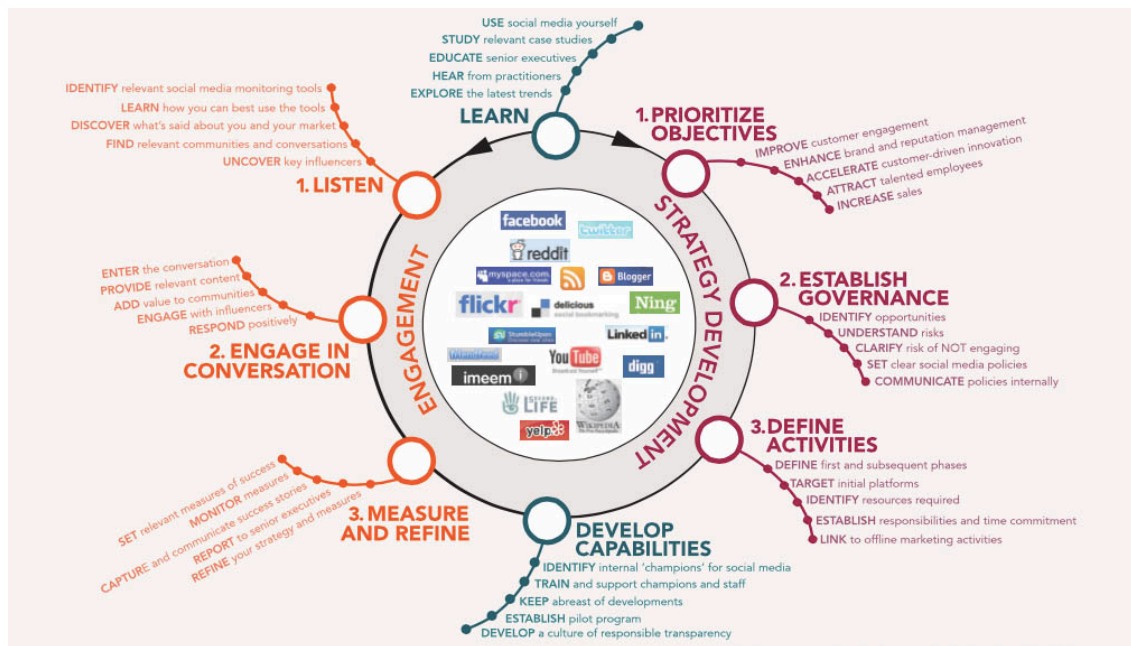 USE social media yourself
STUDY relevant case studies
EDUCATE senior executives
HEAR from practitioners
EXPLORE the latest trends
LEARN
1. PRIORITIZE
OBJECTIVES
IMPROVE customer engagement
ENHANCE brand and reputation management
ACCELERATE customer-driven innovation
ATTRACT talented employees
INCREASE sales
STRATEGY DEVELOPMENT
2. ESTABLISH
GOVERNANCE
IDENTIFY opportunities
UNDERSTAND risks
CLARIFY risk of NOT engaging
SET clear social media policies
COMMUNICATE policies internally
3. DEFINE
ACTIVITIES
DEFINE first and subsequent phases
TARGET initial platforms
IDENTIFY resources required
ESTABLISH responsibilities and time commitment
LINK to offline marketing activities
DEVELOP
CAPABILITIES
IDENTIFY internal ‘champions’ for social media
TRAIN and support champions and staff
KEEP abreast of developments
ESTABLISH pilot program
DEVELOP a culture of responsible transparency
IDENTIFY relevant social media monitoring tools
LEARN how you can best use the tools
DISCOVER what's said about you and your market
FIND relevant communities and conversations
UNCOVER key influencers
1. LISTEN
ENGAGEMENT
ENTER the conversation
PROVIDE relevant content
ADD value to communities
ENGAGE with influencers
RESPOND positively
2. ENGAGE IN
CONVERSATION
SET relevant measures of success
MONITOR measures
CAPTURE and communicate success stories
REPORT to senior executives
REFINE your strategy and measures
3. MEASURE
AND REFINE
facebook
twitter
reddit
myspace.com
a place for friends
Blogger
flickr
delicious
social bookmarking
Ning
StumbleUpon
LinkedIn
YouTube
Broadcast Yourself
digg
imeem
SECOND
LIFE
WIKIPEDIA
yelp